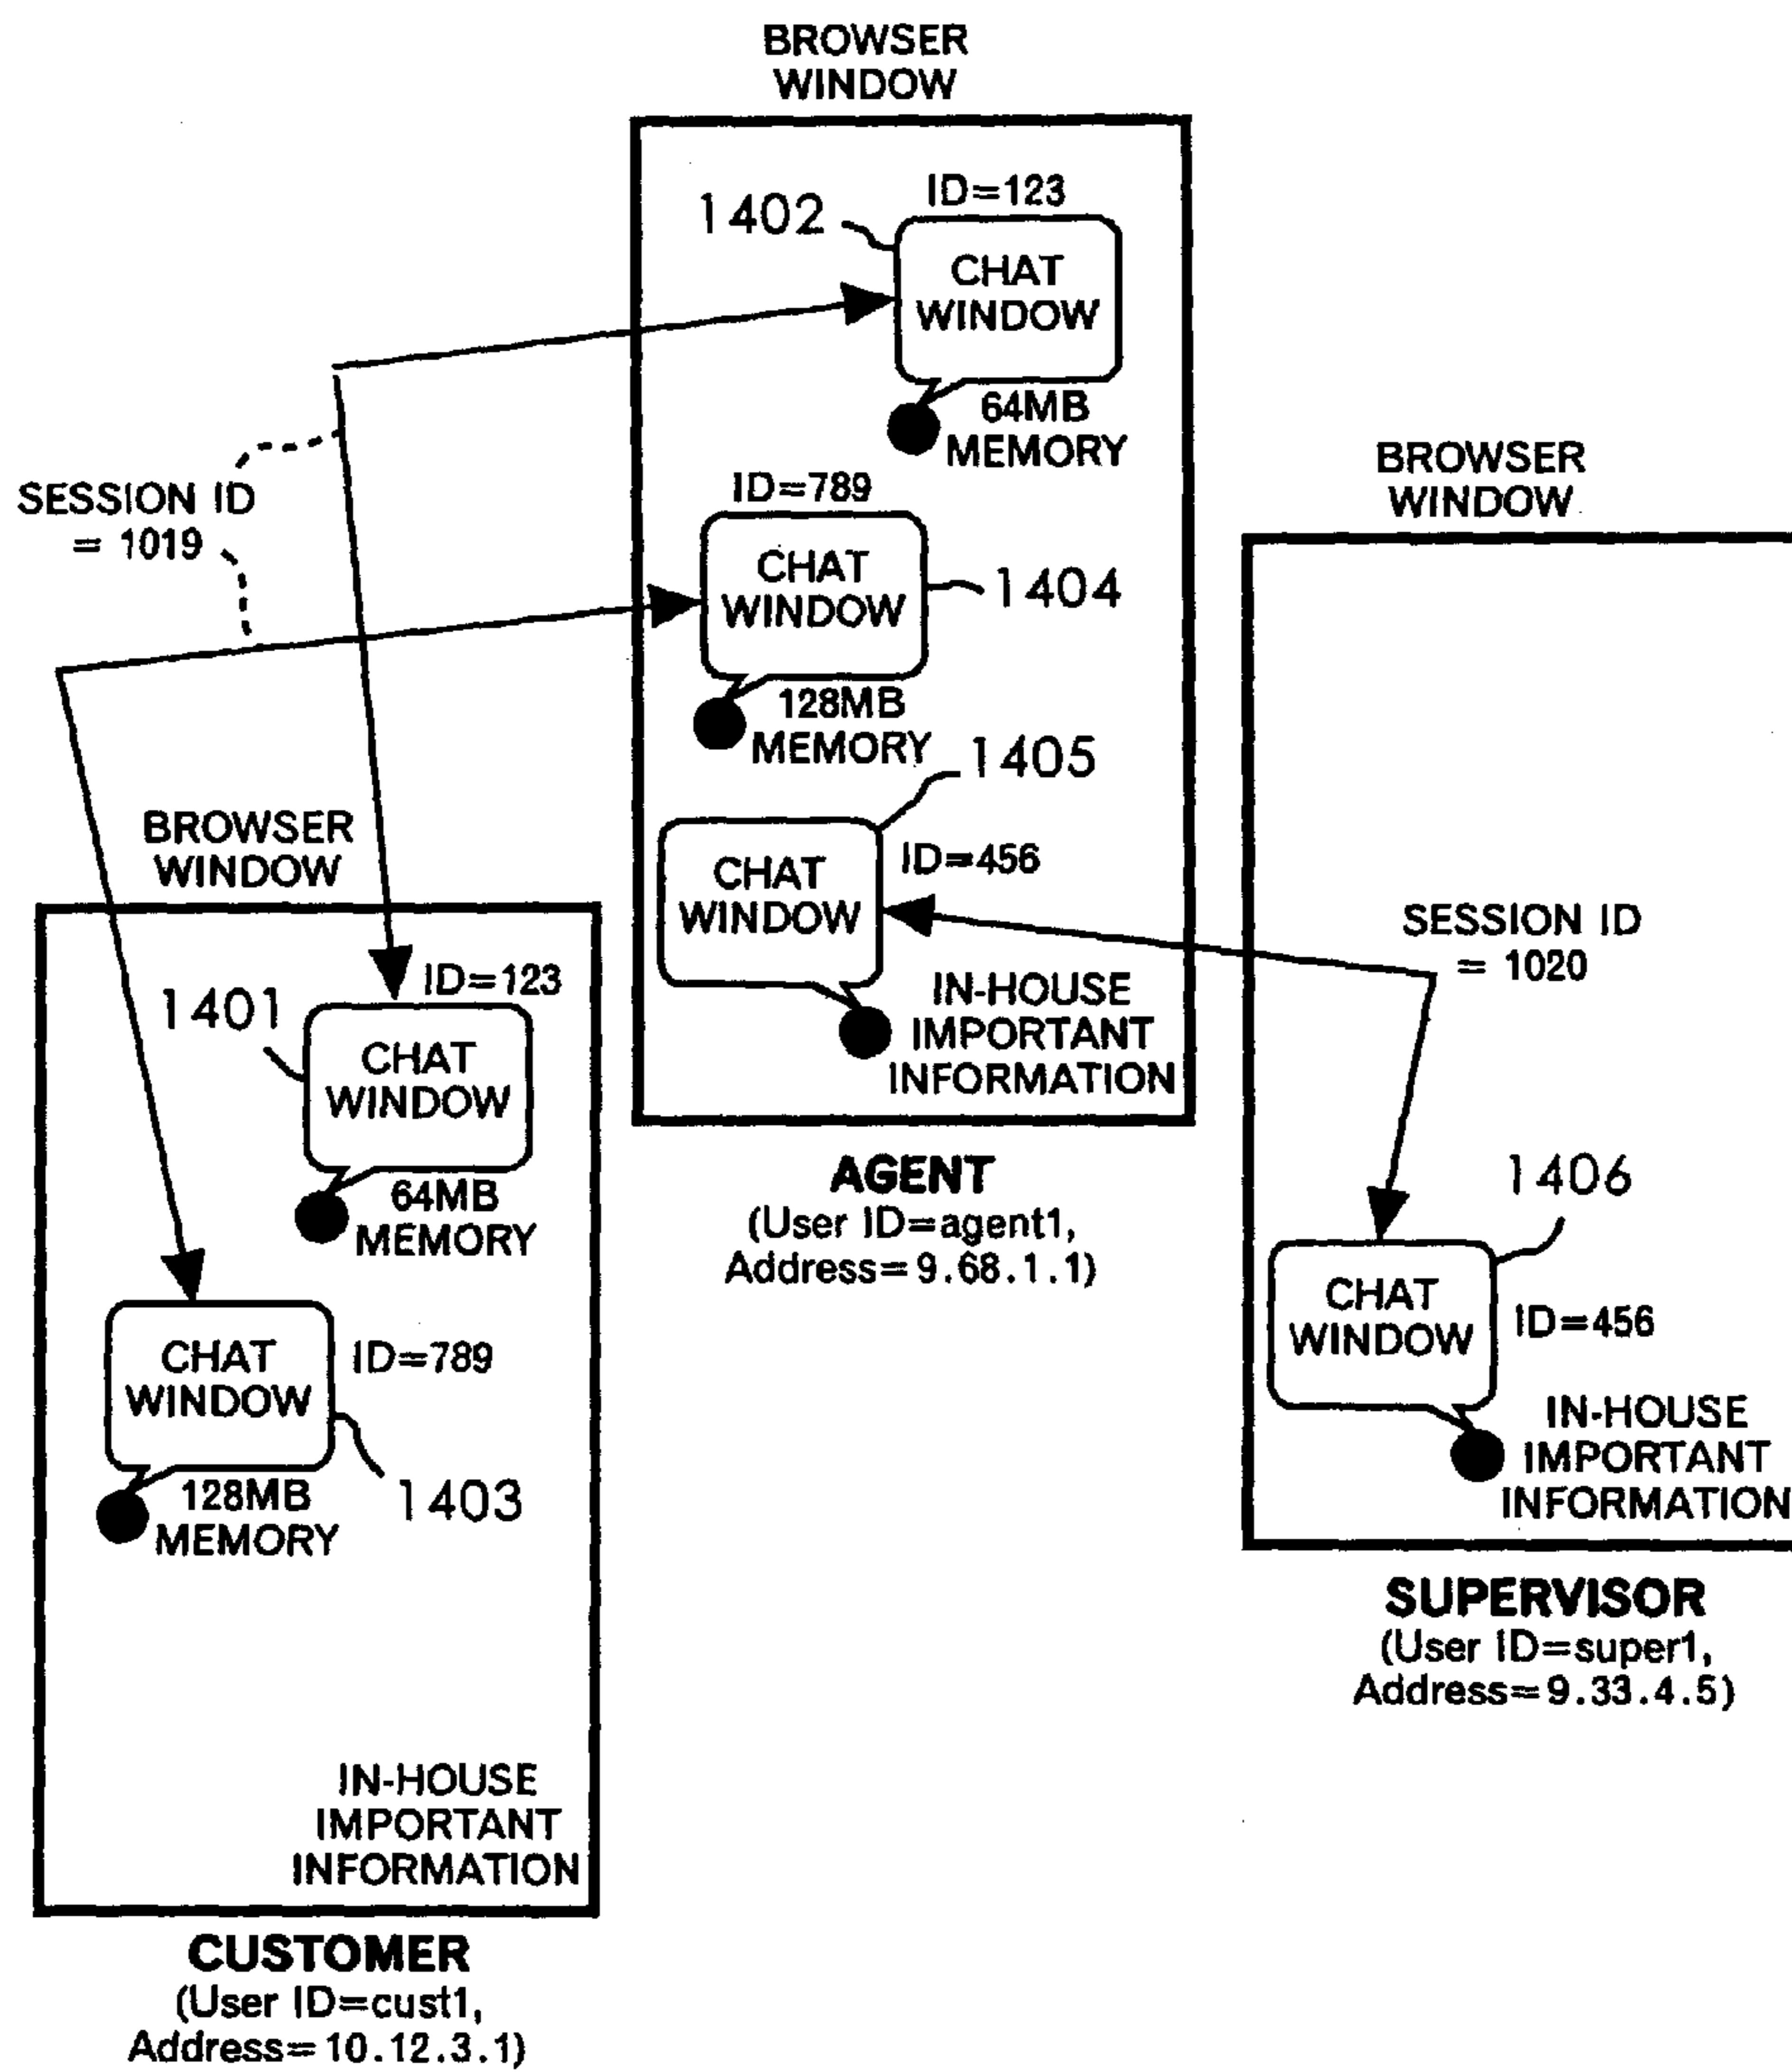 BROWSER
WINDOW
ID=123
1402
CHAT
WINDOW
64MB
MEMORY
SESSION ID
= 1019
ID=789
CHAT
WINDOW
1404
128MB
MEMORY
1405
CHAT
WINDOW
ID=456
IN-HOUSE
IMPORTANT
INFORMATION
AGENT
(User ID=agent1,
Address=9.68.1.1)
BROWSER
WINDOW
ID=123
1401
CHAT
WINDOW
64MB
MEMORY
CHAT
WINDOW
ID=789
1403
128MB
MEMORY
IN-HOUSE
IMPORTANT
INFORMATION
CUSTOMER
(User ID=cust1,
Address=10.12.3.1)
BROWSER
WINDOW
SESSION ID
= 1020
1406
CHAT
WINDOW
ID=456
IN-HOUSE
IMPORTANT
INFORMATION
SUPERVISOR
(User ID=super1,
Address=9.33.4.5)